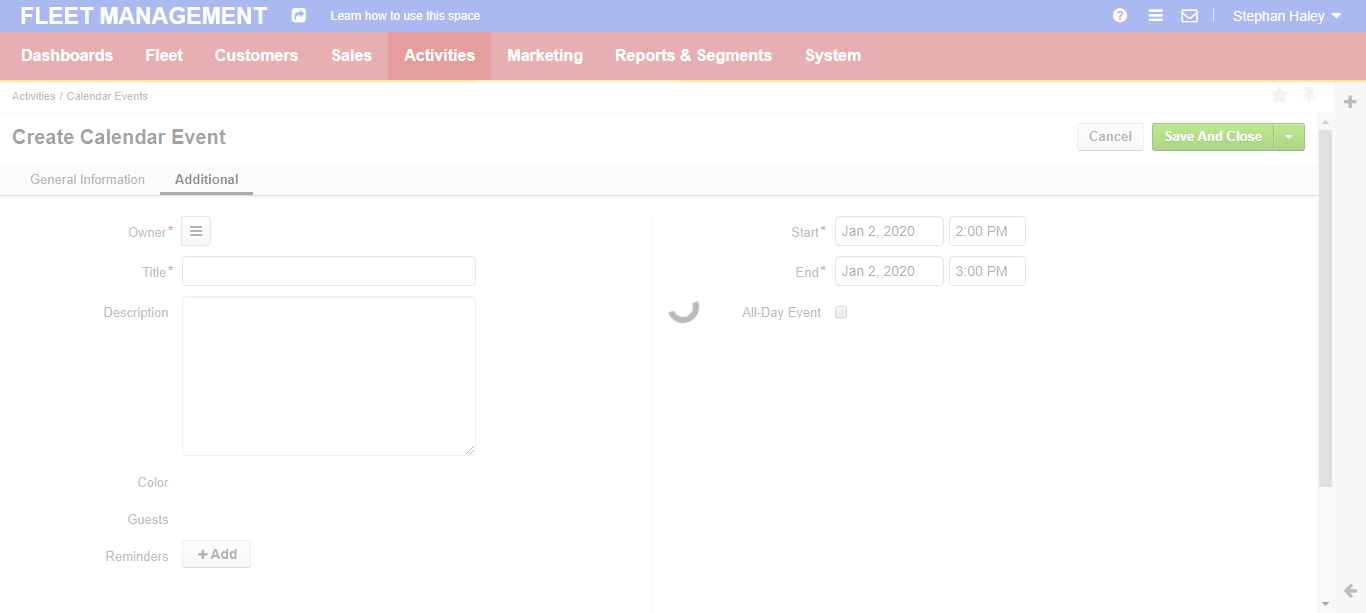 FLEET MANAGEMENT Learn how to use this space Stephan Haley
Dashboards Fleet Customers Sales Activities Marketing Reports & Segments System
Activities / Calendar Events
Create Calendar Event Cancel Save And Close
General Information Additional
Owner* Start* Jan 2, 2020 2:00 PM
Title* End* Jan 2, 2020 3:00 PM
Description All-Day Event
Color
Guests
Reminders + Add